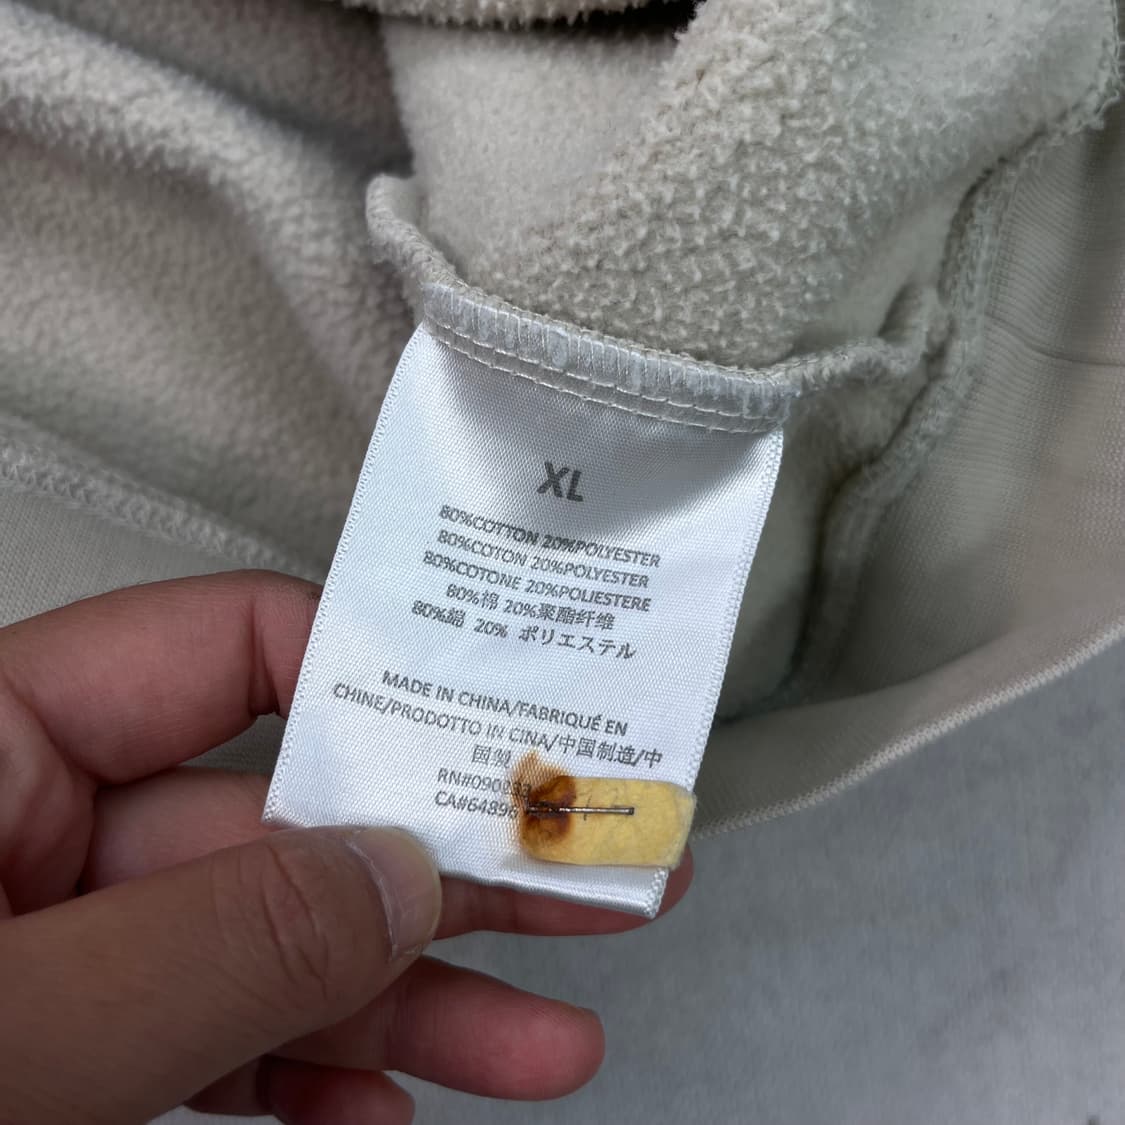 XL
80%COTTON 20%POLYESTER
80%COTON 20%POLYESTER
80%COTONE 20%POLIESTERE
80%棉 20%聚酯纤维
80%綿 20% ポリエステル
MADE IN CHINA/FABRIQUÉ EN
CHINE/PRODOTTO IN CINA/中国制造/中
国製